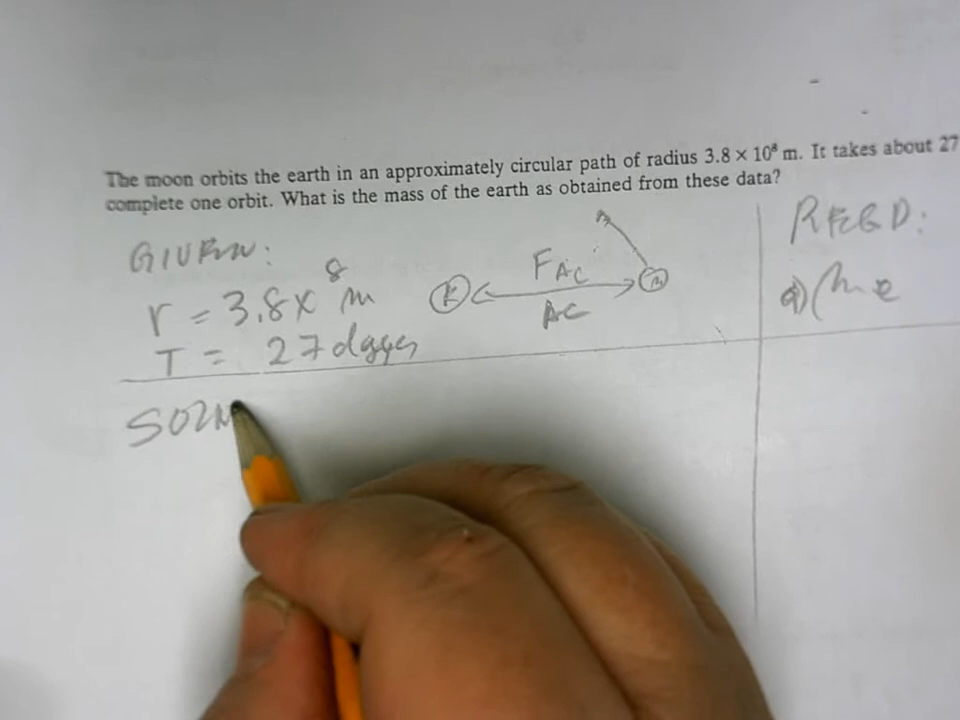 The moon orbits the earth in an approximately circular path of radius 3.8 × 10⁸ m. It takes about 27
complete one orbit. What is the mass of the earth as obtained from these data?
GIVEN:
r = 3.8x ⁸ m
T = 27 days
E
FAC
m
AC
REQD:
a) me
SOLN